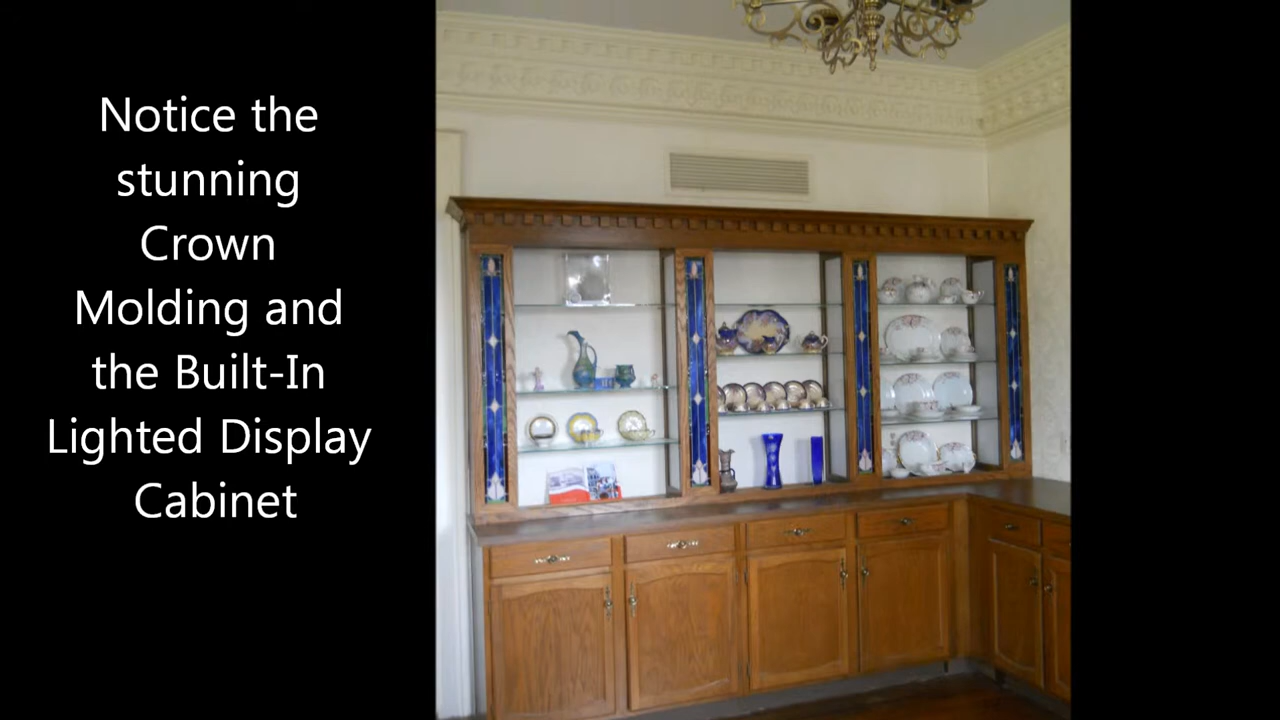 Notice the
stunning
Crown
Molding and
the Built-In
Lighted Display
Cabinet